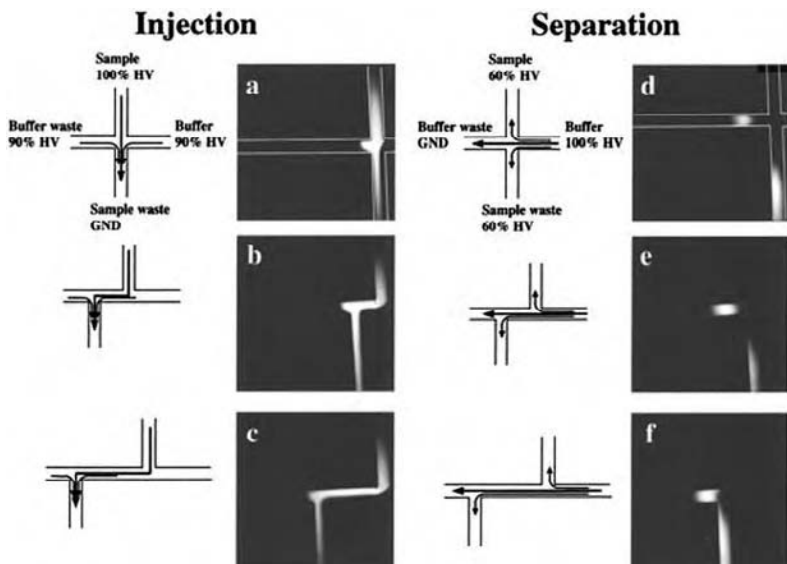 Injection
Sample
100% HV
Buffer waste
90% HV
Buffer
90% HV
Sample waste
GND
a
b
c
Separation
Sample
60% HV
Buffer waste
GND
Buffer
100% HV
Sample waste
60% HV
d
e
f